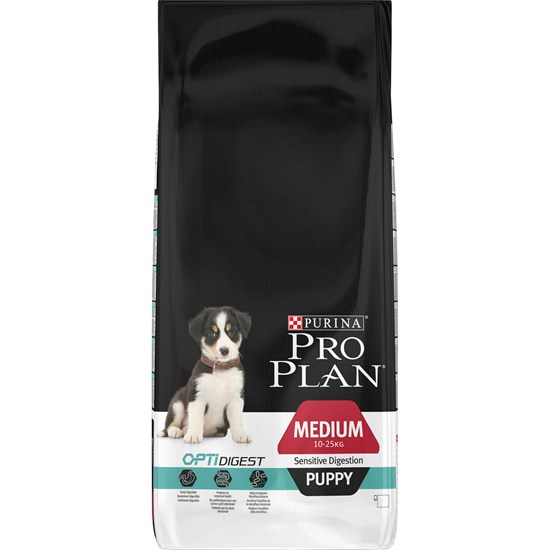 PURINA®
PRO
PLAN®
MEDIUM
10-25KG
Sensitive Digestion
PUPPY
OPTIDIGEST